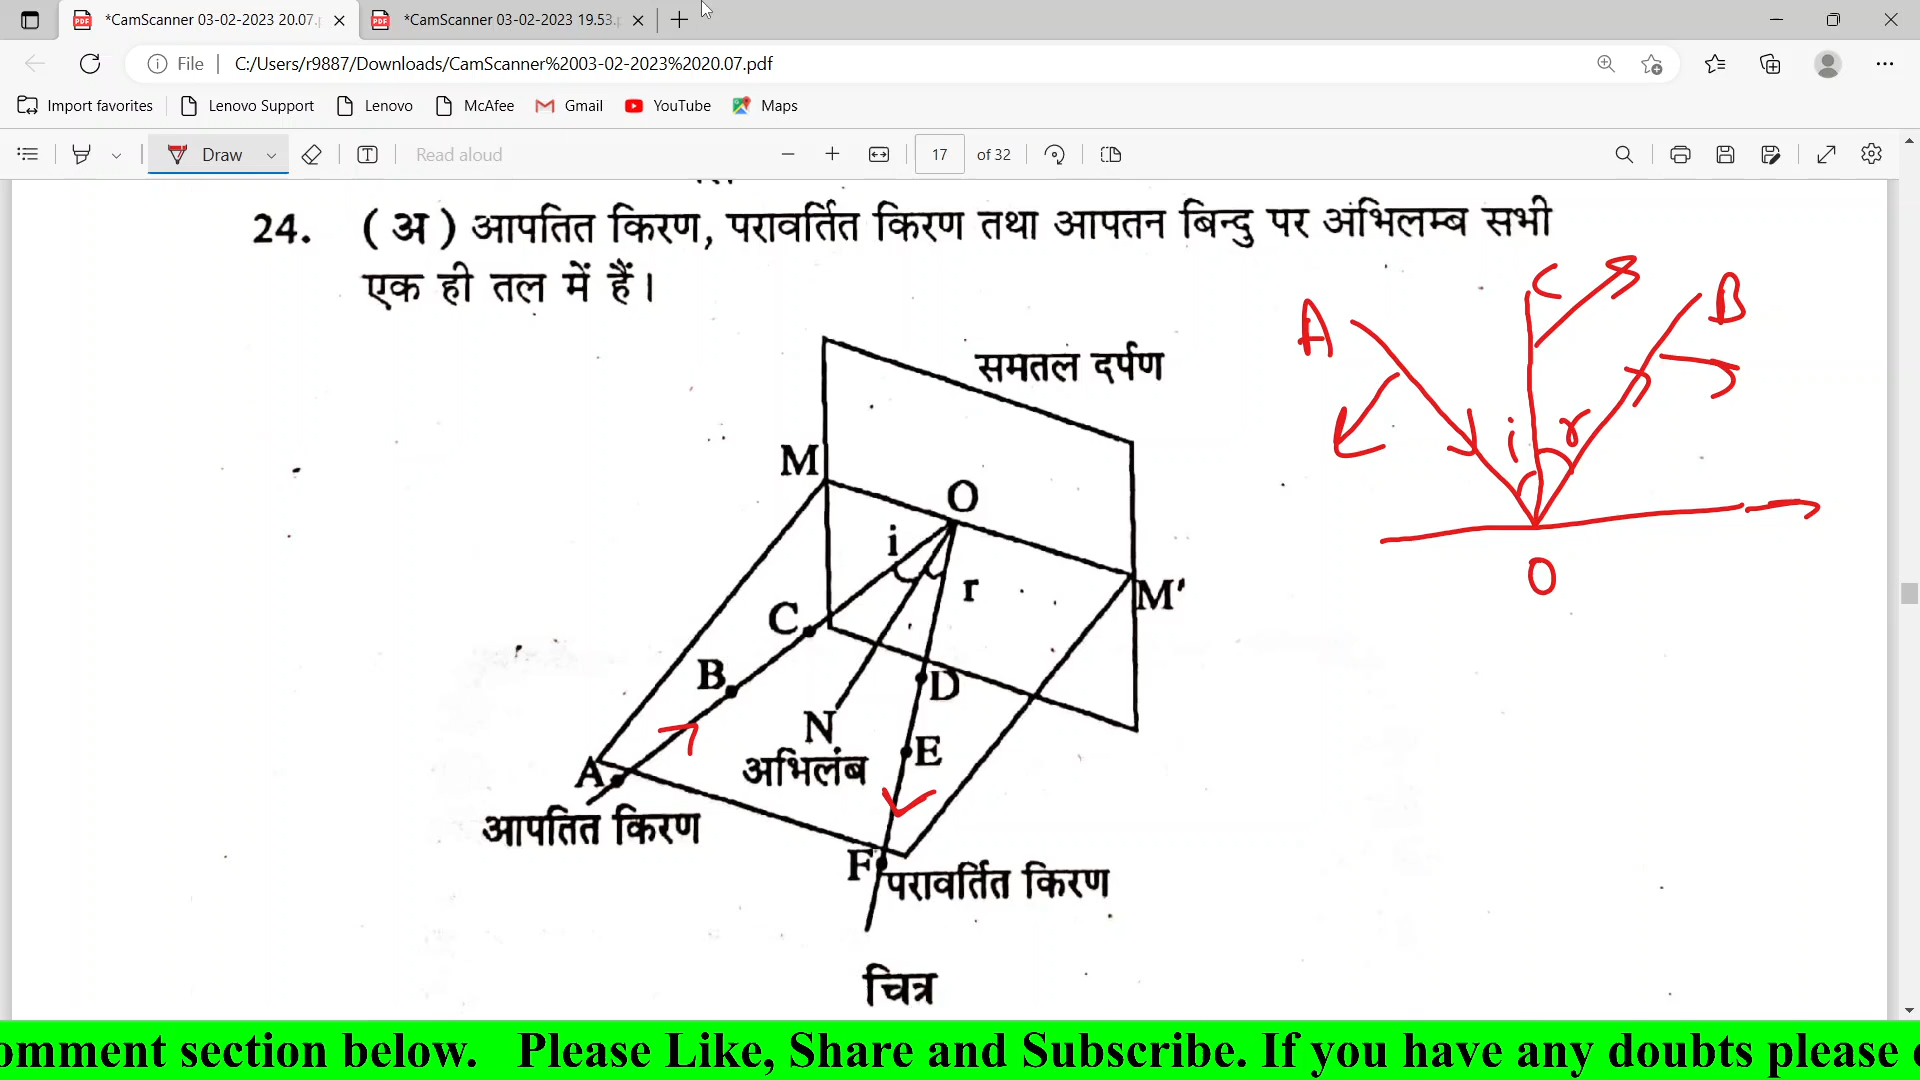 *CamScanner 03-02-2023 20.07.p
*CamScanner 03-02-2023 19.53.p
File
C:/Users/r9887/Downloads/CamScanner%2003-02-2023%2020.07.pdf
Import favorites
Lenovo Support
Lenovo
McAfee
Gmail
YouTube
Maps
Draw
Read aloud
17 of 32
24. ( अ ) आपतित किरण, परावर्तित किरण तथा आपतन बिन्दु पर अभिलम्ब सभी
एक ही तल में हैं।
समतल दर्पण
M
O
i
r
M'
C
B
D
N
E
अभिलंब
A
आपतित किरण
F
परावर्तित किरण
चित्र
A
C
B
i
r
O
omment section below. Please Like, Share and Subscribe. If you have any doubts please